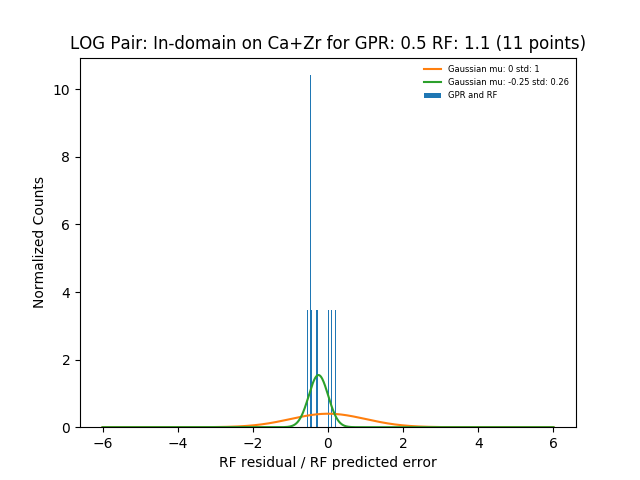 LOG Pair: In-domain on Ca+Zr for GPR: 0.5 RF: 1.1 (11 points)
Gaussian mu: 0 std: 1
Gaussian mu: -0.25 std: 0.26
GPR and RF
Normalized Counts
10
8
6
4
2
0
−6 −4 −2 0 2 4 6
RF residual / RF predicted error